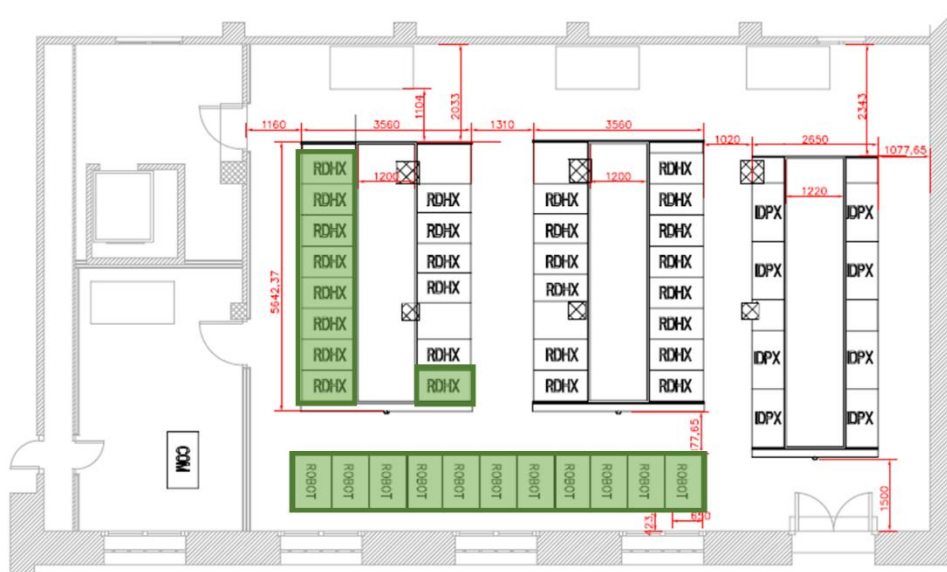 2033
2343
1104
1160
3560
1310
3560
1020
2650
1077,65
RDHX
1200
1200
RDHX
1220
RDHX RDHX RDHX RDHX
IDPX IDPX
RDHX RDHX RDHX RDHX
RDHX RDHX RDHX RDHX
IDPX IDPX
5642,37
RDHX RDHX RDHX RDHX
RDHX RDHX
RDHX RDHX RDHX RDHX
IDPX IDPX
RDHX RDHX RDHX RDHX
IDPX IDPX
COM
77,65
ROBOT ROBOT ROBOT ROBOT ROBOT ROBOT ROBOT ROBOT ROBOT ROBOT ROBOT
1500
423,